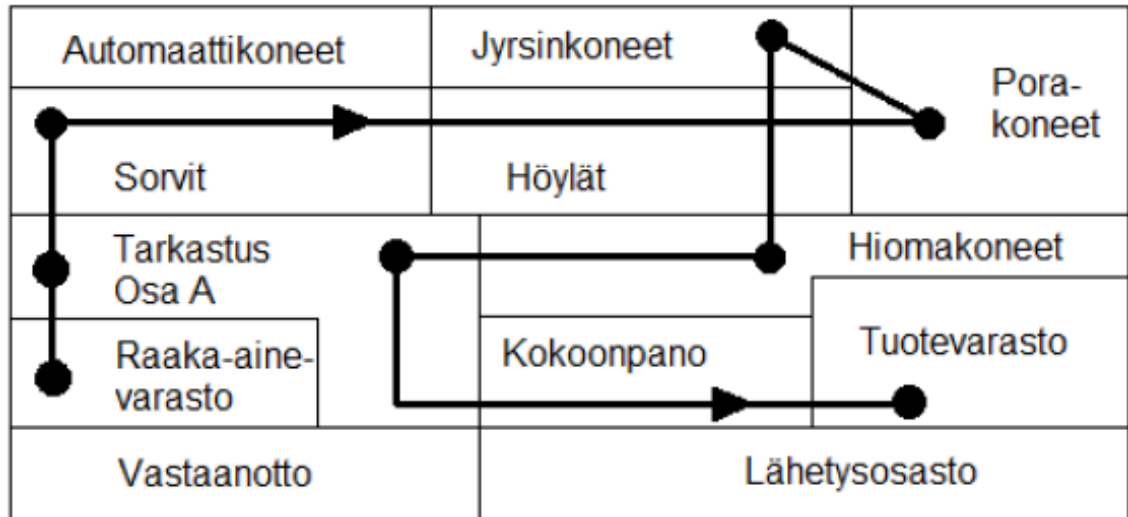 Automaattikoneet
Jyrsinkoneet
Pora-
koneet
Sorvit
Höylät
Tarkastus
Osa A
Hiomakoneet
Raaka-aine-
varasto
Kokoonpano
Tuotevarasto
Vastaanotto
Lähetysosasto